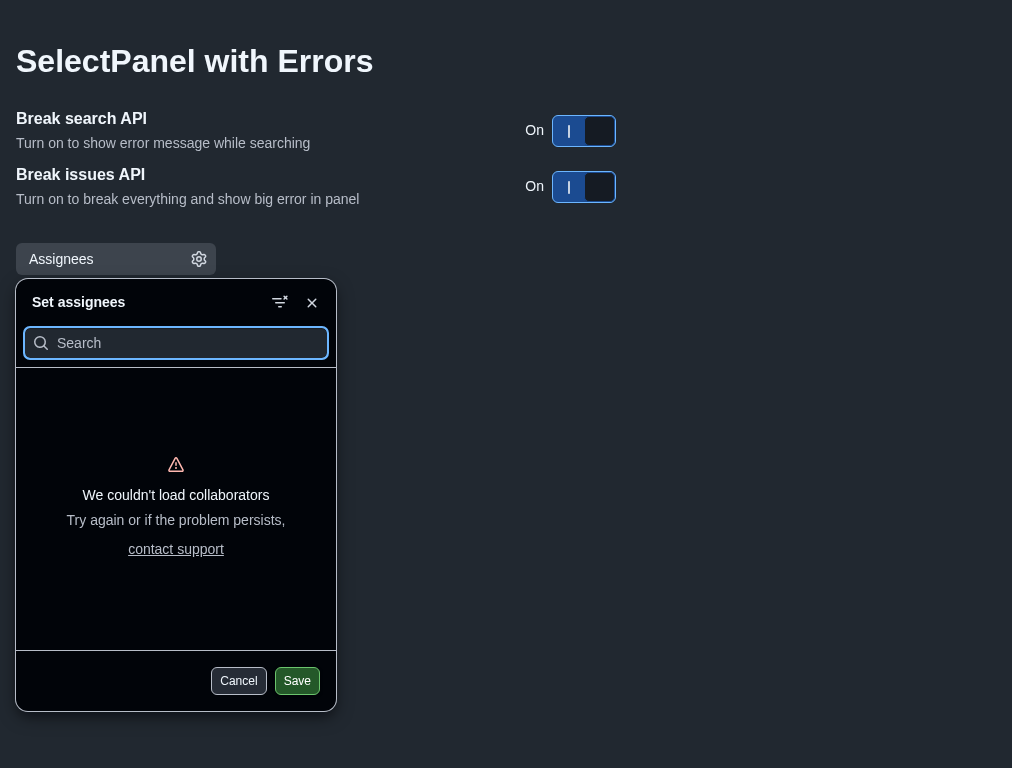 SelectPanel with Errors
Break search API
Turn on to show error message while searching
On
Break issues API
Turn on to break everything and show big error in panel
On
Assignees
Set assignees
Search
We couldn't load collaborators
Try again or if the problem persists,
contact support
Cancel
Save